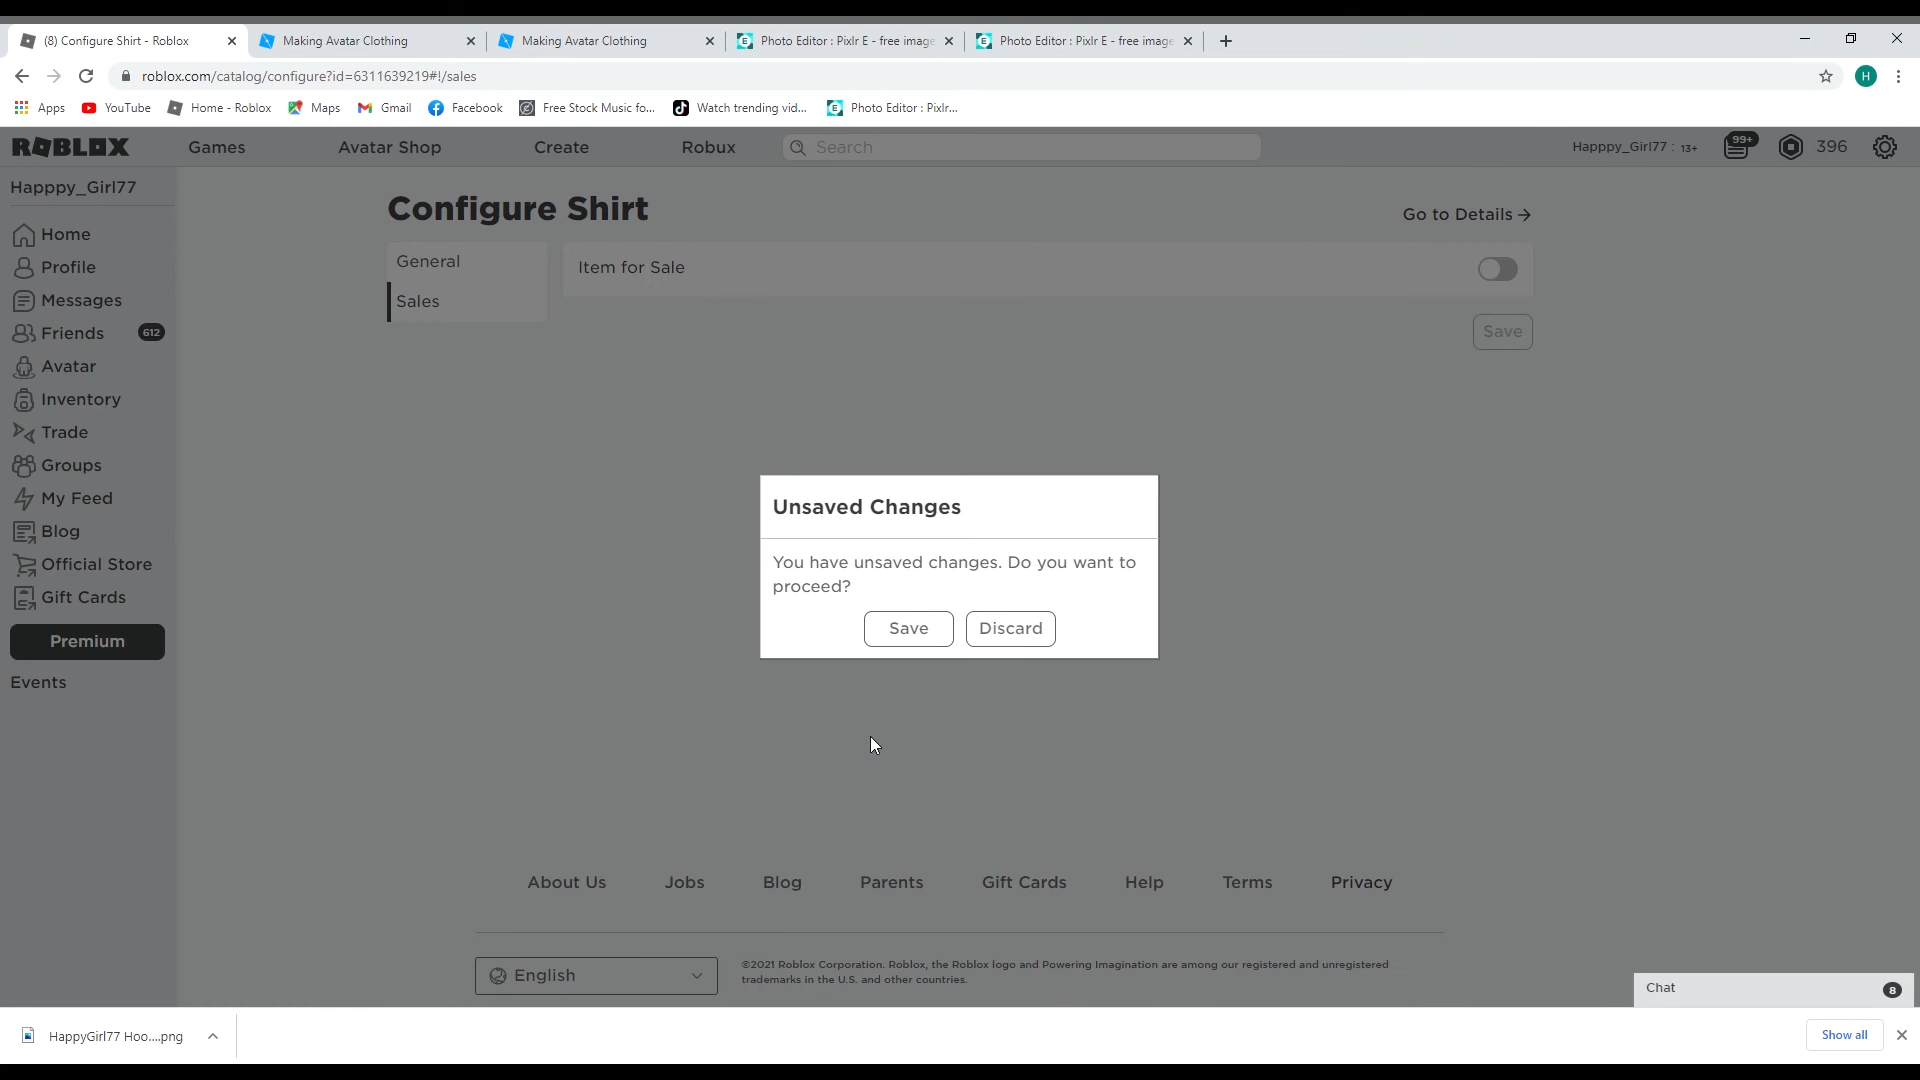 (8) Configure Shirt - Roblox
Making Avatar Clothing
Making Avatar Clothing
Photo Editor : Pixlr E - free image
Photo Editor : Pixlr E - free image
roblox.com/catalog/configure?id=6311639219#!/sales
H
Apps
YouTube
Home - Roblox
Maps
Gmail
Facebook
Free Stock Music fo...
Watch trending vid...
Photo Editor : Pixlr...
ROBLOX
Games
Avatar Shop
Create
Robux
Search
Happpy_Girl77 : 13+
99+
396
Happpy_Girl77
Home
Profile
Messages
Friends
612
Avatar
Inventory
Trade
Groups
My Feed
Blog
Official Store
Gift Cards
Premium
Events
Configure Shirt
Go to Details →
General
Sales
Item for Sale
Save
Unsaved Changes
You have unsaved changes. Do you want to
proceed?
Save
Discard
About Us
Jobs
Blog
Parents
Gift Cards
Help
Terms
Privacy
English
©2021 Roblox Corporation. Roblox, the Roblox logo and Powering Imagination are among our registered and unregistered
trademarks in the U.S. and other countries.
Chat
8
HappyGirl77 Hoo....png
Show all